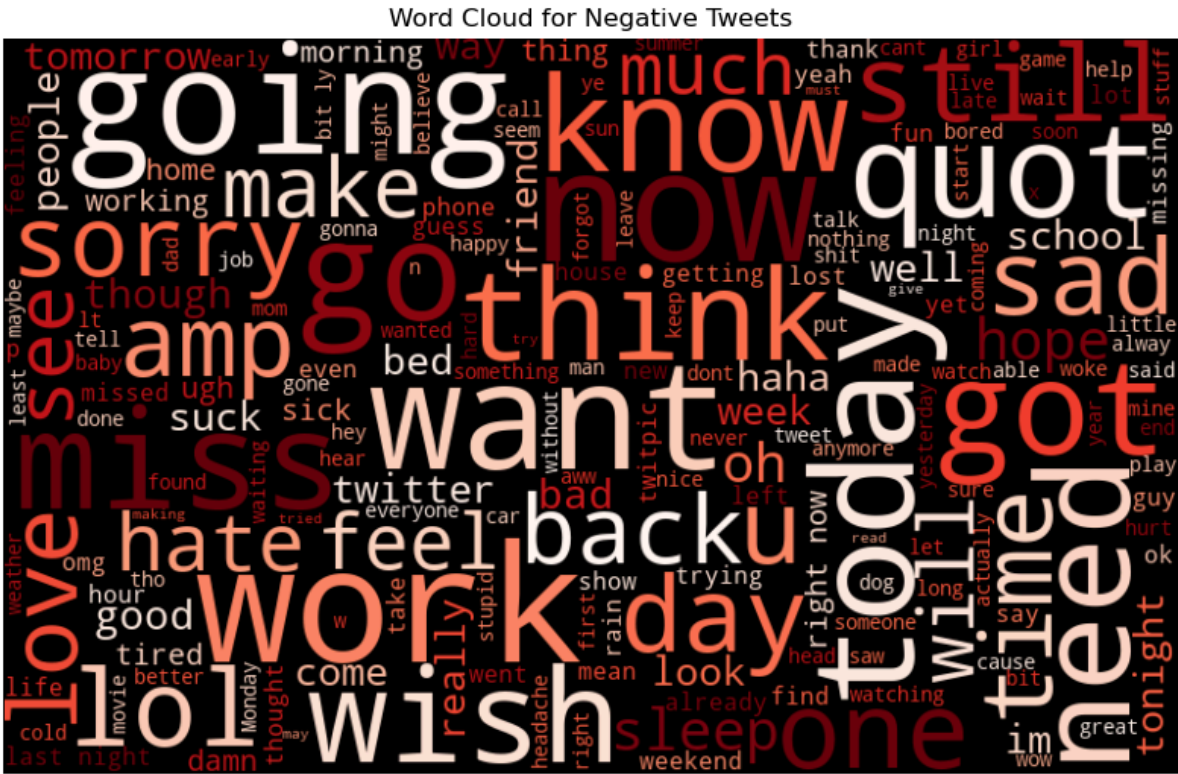 Word Cloud for Negative Tweets
tomorrow early morning way thing summer much thank cant girl game help stuff
people going bit ly might believe call seem ye sun know yeah must still live late wait lot
feeling home working make friend now fun bored soon quot start x missing
sorry dad job gonna phone guess happy forgot leave talk nothing shit night school
maybe see though lt mom go n wanted house think getting keep lost well give yet coming sad
p tell baby amp even bed hard try put today hope little alway
least missed ugh gone something man new dont haha made watch able woke said
done suck sick hey want without twitpic week never tweet anymore yesterday got year mine end
miss found waiting hear twitter aww bad nice oh left sure play
love making hate tried feel everyone car back u right now read will time need guy hurt
weather omg tho hour work take stupid show trying dog let long actually ok
good w really first rain day someone say
tired come went mean look head saw cause bit tonight
life lol movie better Monday thought wish headache right already find watching im great
cold last night damn may sleep weekend one wow